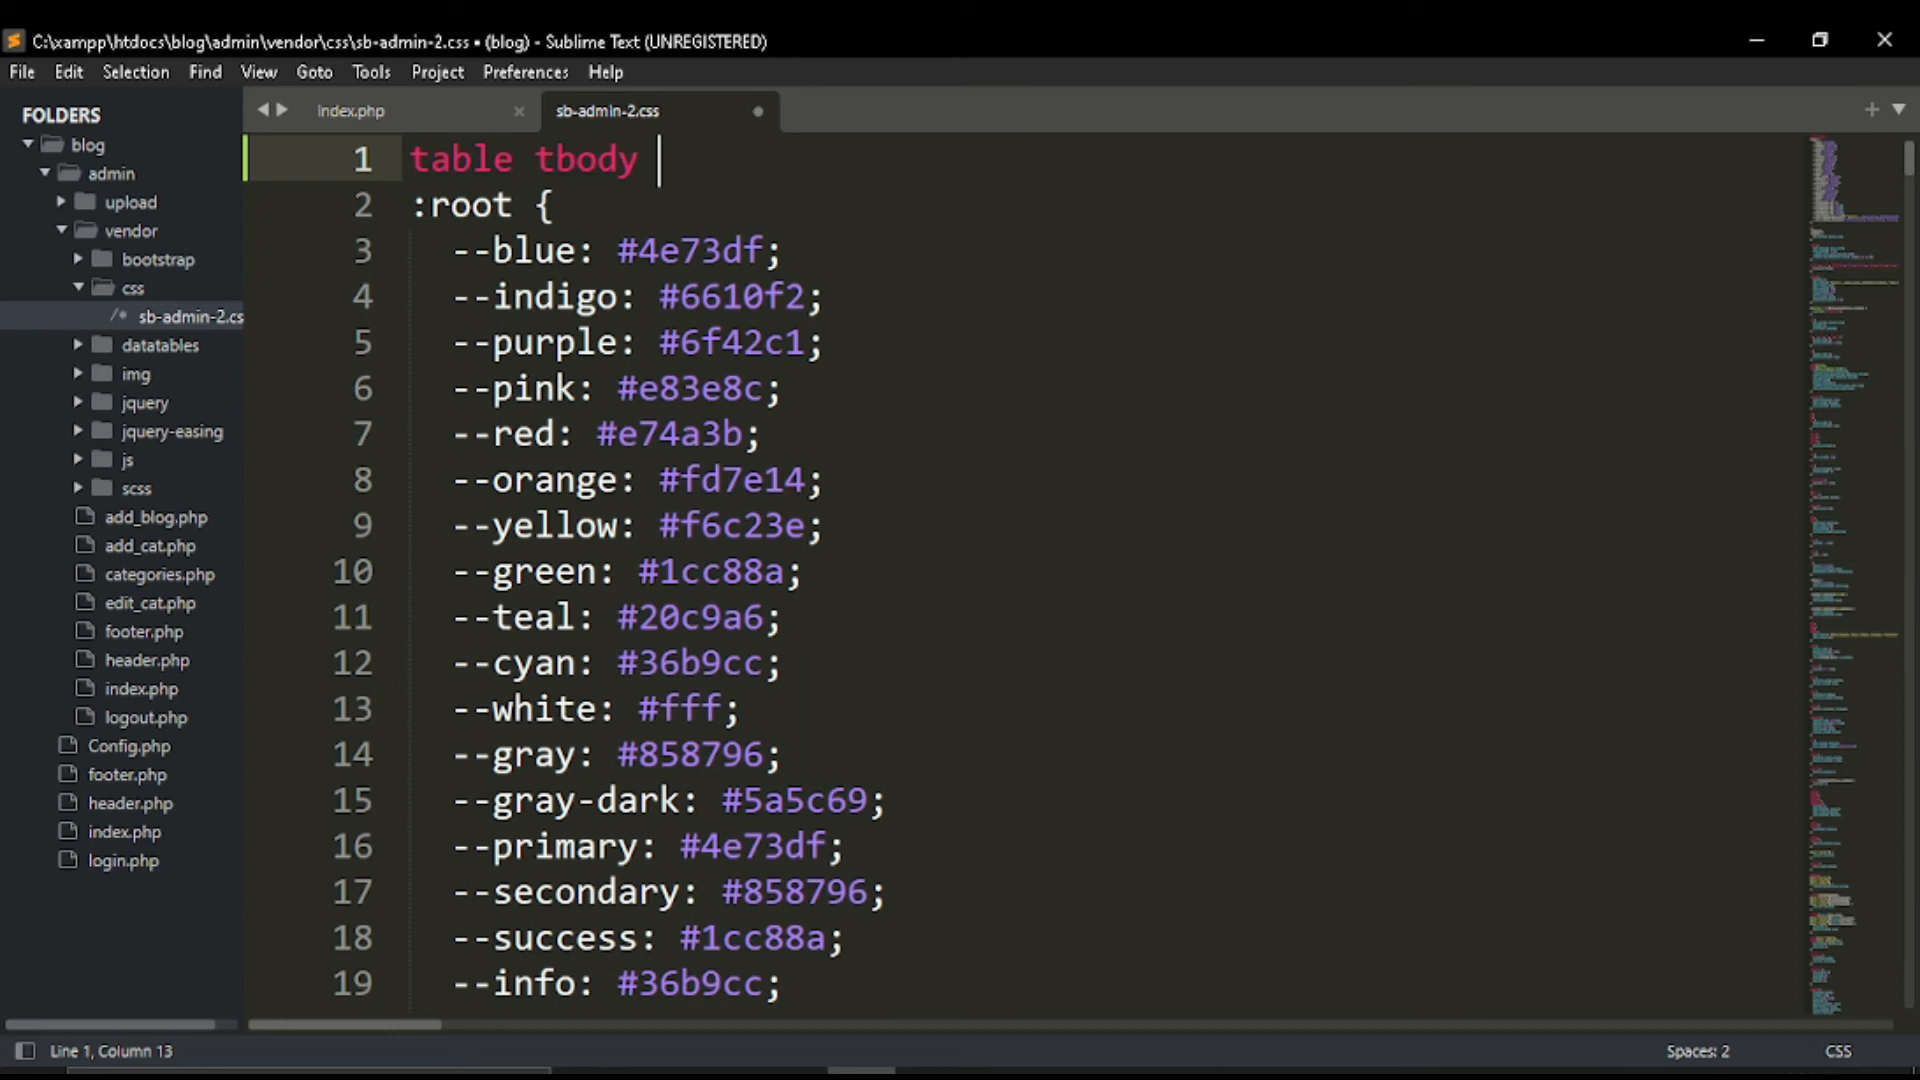 C:\xampp\htdocs\blog\admin\vendor\css\sb-admin-2.css • (blog) - Sublime Text (UNREGISTERED)
File Edit Selection Find View Goto Tools Project Preferences Help
FOLDERS
blog
admin
upload
vendor
bootstrap
css
/* sb-admin-2.cs
datatables
img
jquery
jquery-easing
js
scss
add_blog.php
add_cat.php
categories.php
edit_cat.php
footer.php
header.php
index.php
logout.php
Config.php
footer.php
header.php
index.php
login.php
index.php × sb-admin-2.css
1 table tbody
2 :root {
3 --blue: #4e73df;
4 --indigo: #6610f2;
5 --purple: #6f42c1;
6 --pink: #e83e8c;
7 --red: #e74a3b;
8 --orange: #fd7e14;
9 --yellow: #f6c23e;
10 --green: #1cc88a;
11 --teal: #20c9a6;
12 --cyan: #36b9cc;
13 --white: #fff;
14 --gray: #858796;
15 --gray-dark: #5a5c69;
16 --primary: #4e73df;
17 --secondary: #858796;
18 --success: #1cc88a;
19 --info: #36b9cc;
Line 1, Column 13 Spaces: 2 CSS